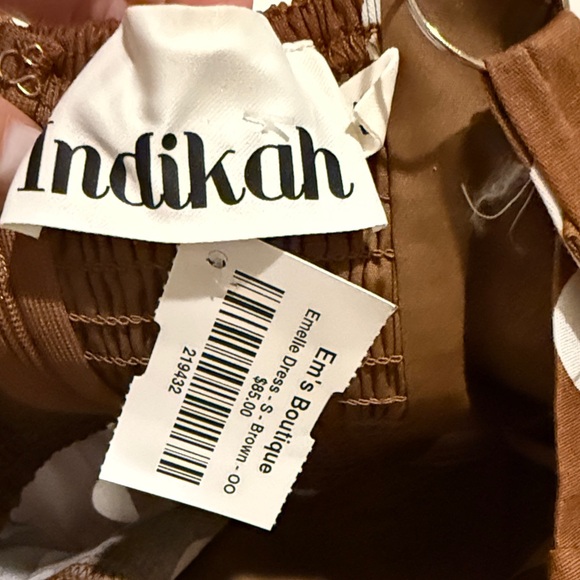 Indikah
Em's Boutique
Emelle Dress - S - Brown - OO
$85.00
219432